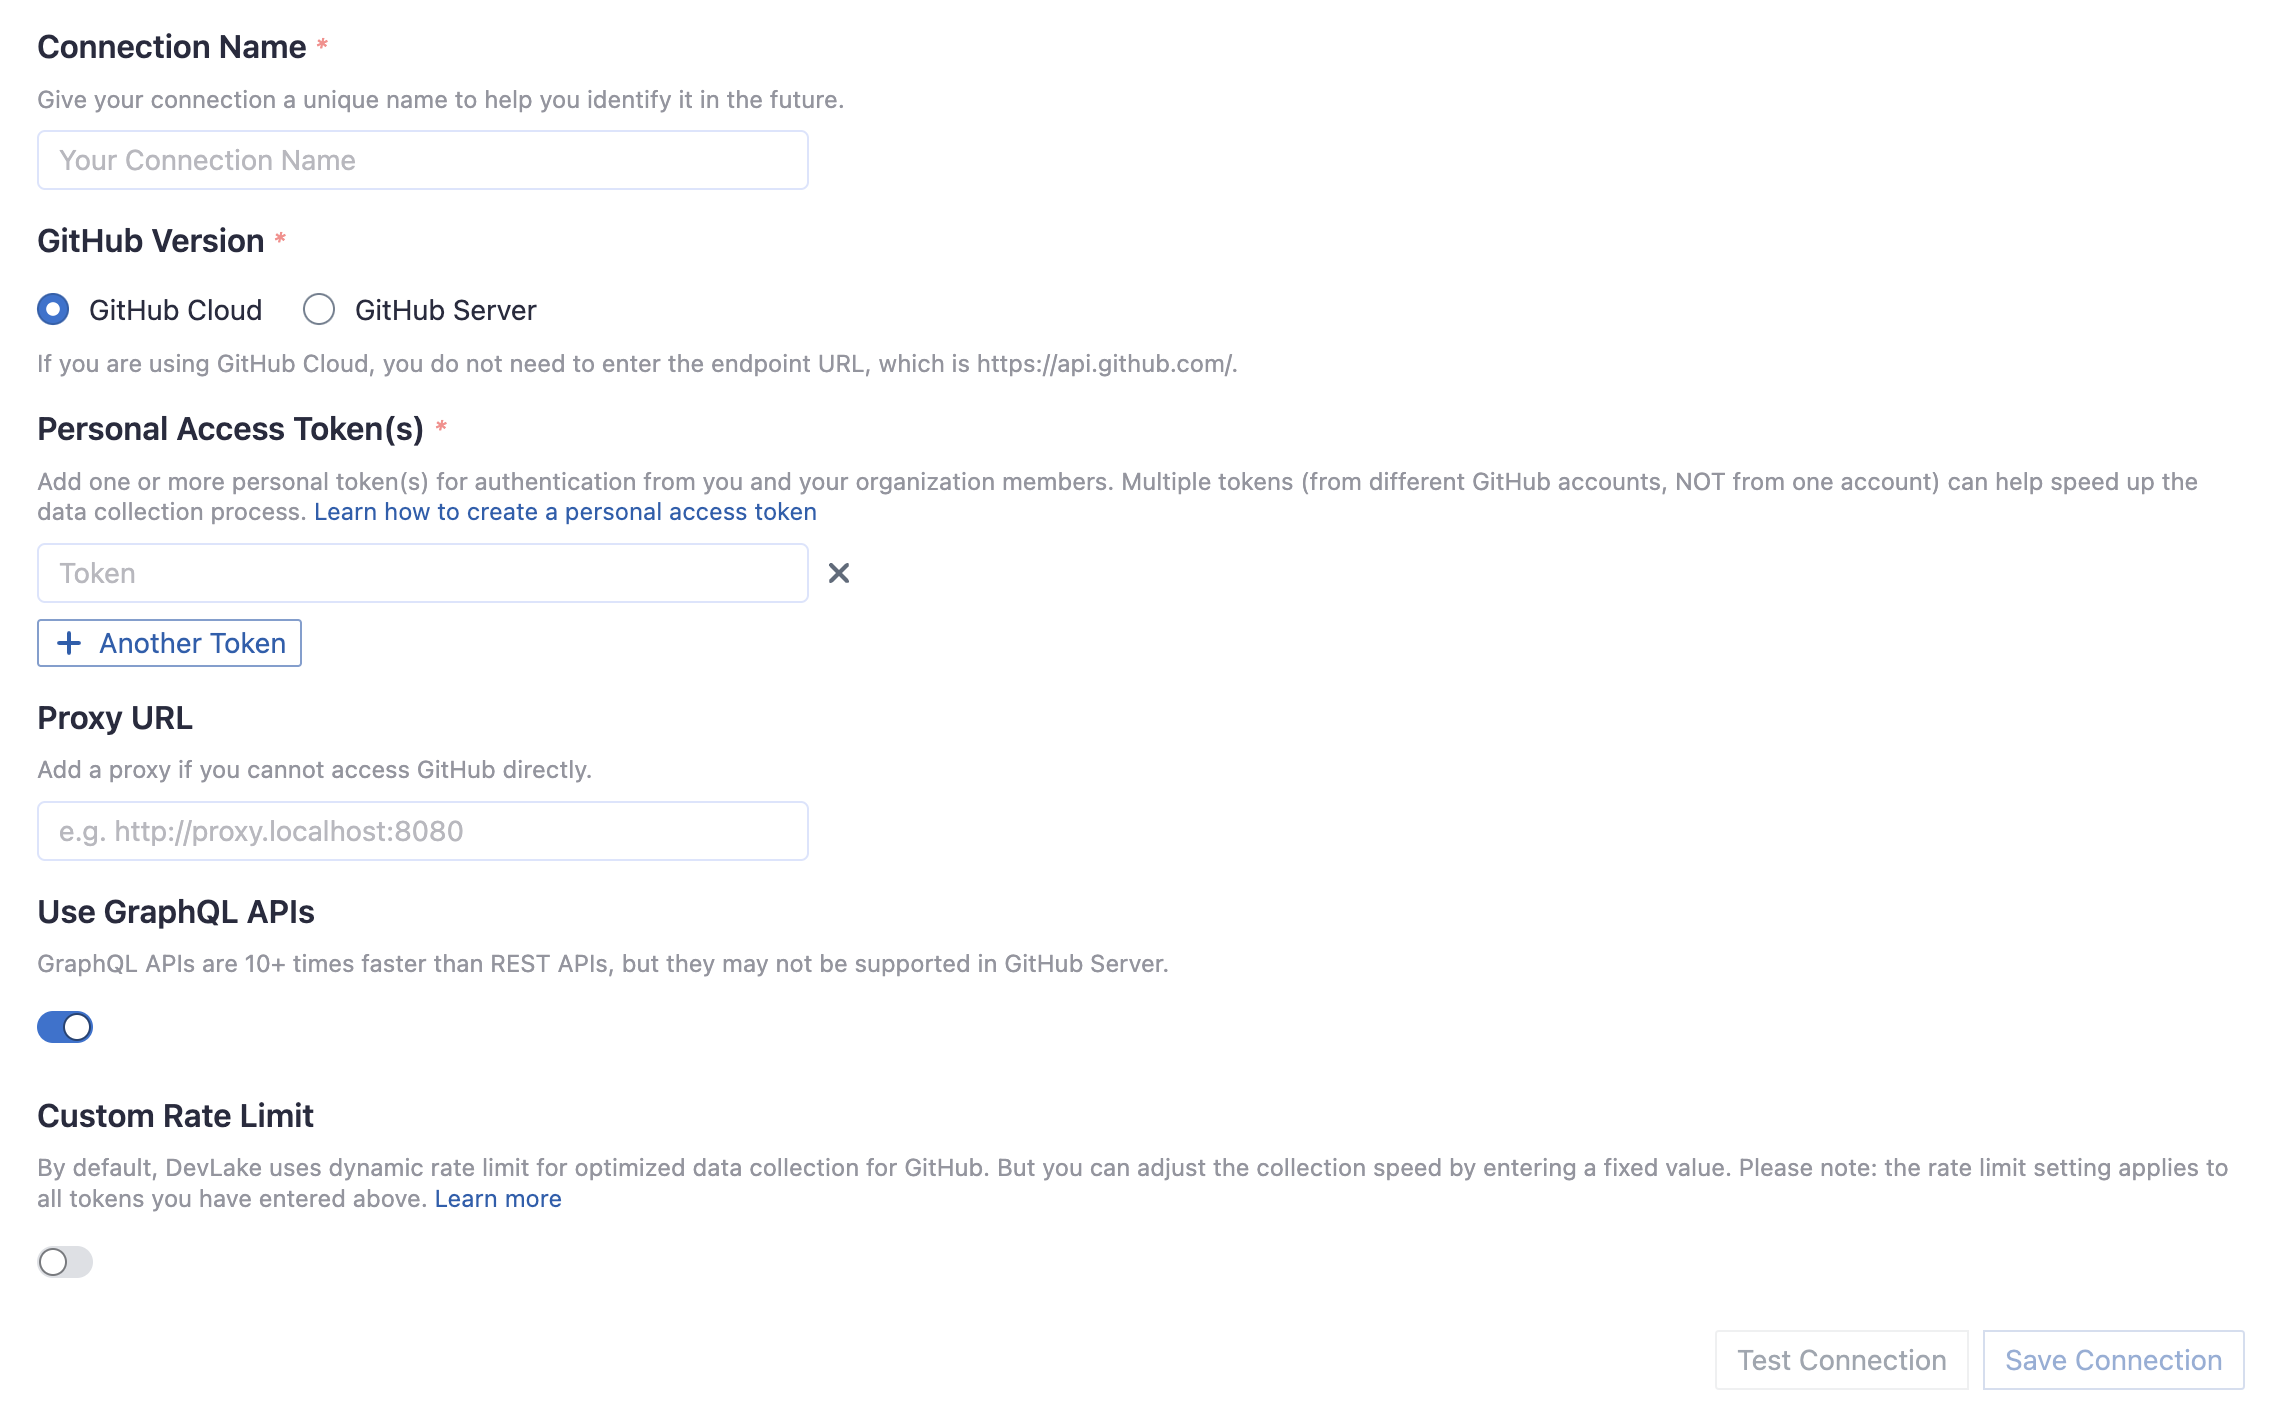 Connection Name *
Give your connection a unique name to help you identify it in the future.
Your Connection Name
GitHub Version *
GitHub Cloud GitHub Server
If you are using GitHub Cloud, you do not need to enter the endpoint URL, which is https://api.github.com/.
Personal Access Token(s) *
Add one or more personal token(s) for authentication from you and your organization members. Multiple tokens (from different GitHub accounts, NOT from one account) can help speed up the
data collection process. Learn how to create a personal access token
Token
Another Token
Proxy URL
Add a proxy if you cannot access GitHub directly.
e.g. http://proxy.localhost:8080
Use GraphQL APIs
GraphQL APIs are 10+ times faster than REST APIs, but they may not be supported in GitHub Server.
Custom Rate Limit
By default, DevLake uses dynamic rate limit for optimized data collection for GitHub. But you can adjust the collection speed by entering a fixed value. Please note: the rate limit setting applies to
all tokens you have entered above. Learn more
Test Connection Save Connection